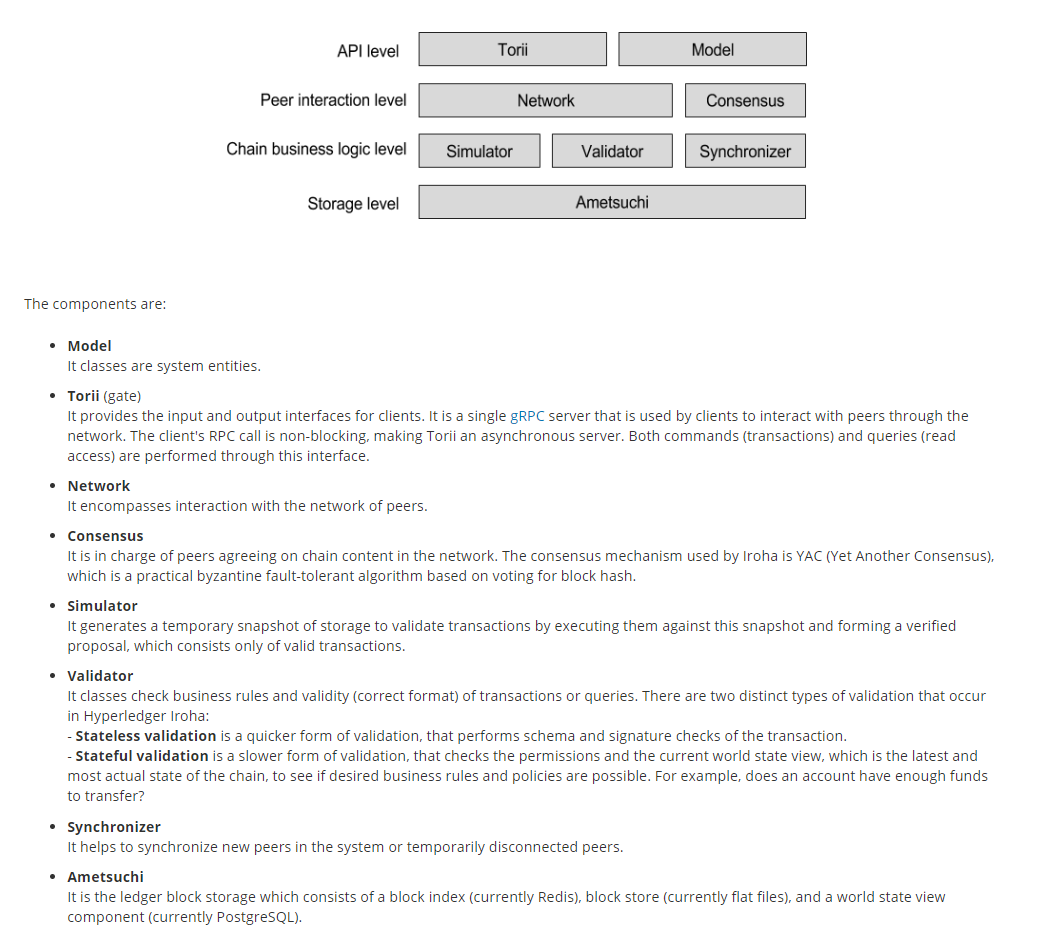 API level Torii Model
Peer interaction level Network Consensus
Chain business logic level Simulator Validator Synchronizer
Storage level Ametsuchi
The components are:
• Model
It classes are system entities.
• Torii (gate)
It provides the input and output interfaces for clients. It is a single gRPC server that is used by clients to interact with peers through the
network. The client's RPC call is non-blocking, making Torii an asynchronous server. Both commands (transactions) and queries (read
access) are performed through this interface.
• Network
It encompasses interaction with the network of peers.
• Consensus
It is in charge of peers agreeing on chain content in the network. The consensus mechanism used by Iroha is YAC (Yet Another Consensus),
which is a practical byzantine fault-tolerant algorithm based on voting for block hash.
• Simulator
It generates a temporary snapshot of storage to validate transactions by executing them against this snapshot and forming a verified
proposal, which consists only of valid transactions.
• Validator
It classes check business rules and validity (correct format) of transactions or queries. There are two distinct types of validation that occur
in Hyperledger Iroha:
- Stateless validation is a quicker form of validation, that performs schema and signature checks of the transaction.
- Stateful validation is a slower form of validation, that checks the permissions and the current world state view, which is the latest and
most actual state of the chain, to see if desired business rules and policies are possible. For example, does an account have enough funds
to transfer?
• Synchronizer
It helps to synchronize new peers in the system or temporarily disconnected peers.
• Ametsuchi
It is the ledger block storage which consists of a block index (currently Redis), block store (currently flat files), and a world state view
component (currently PostgreSQL).